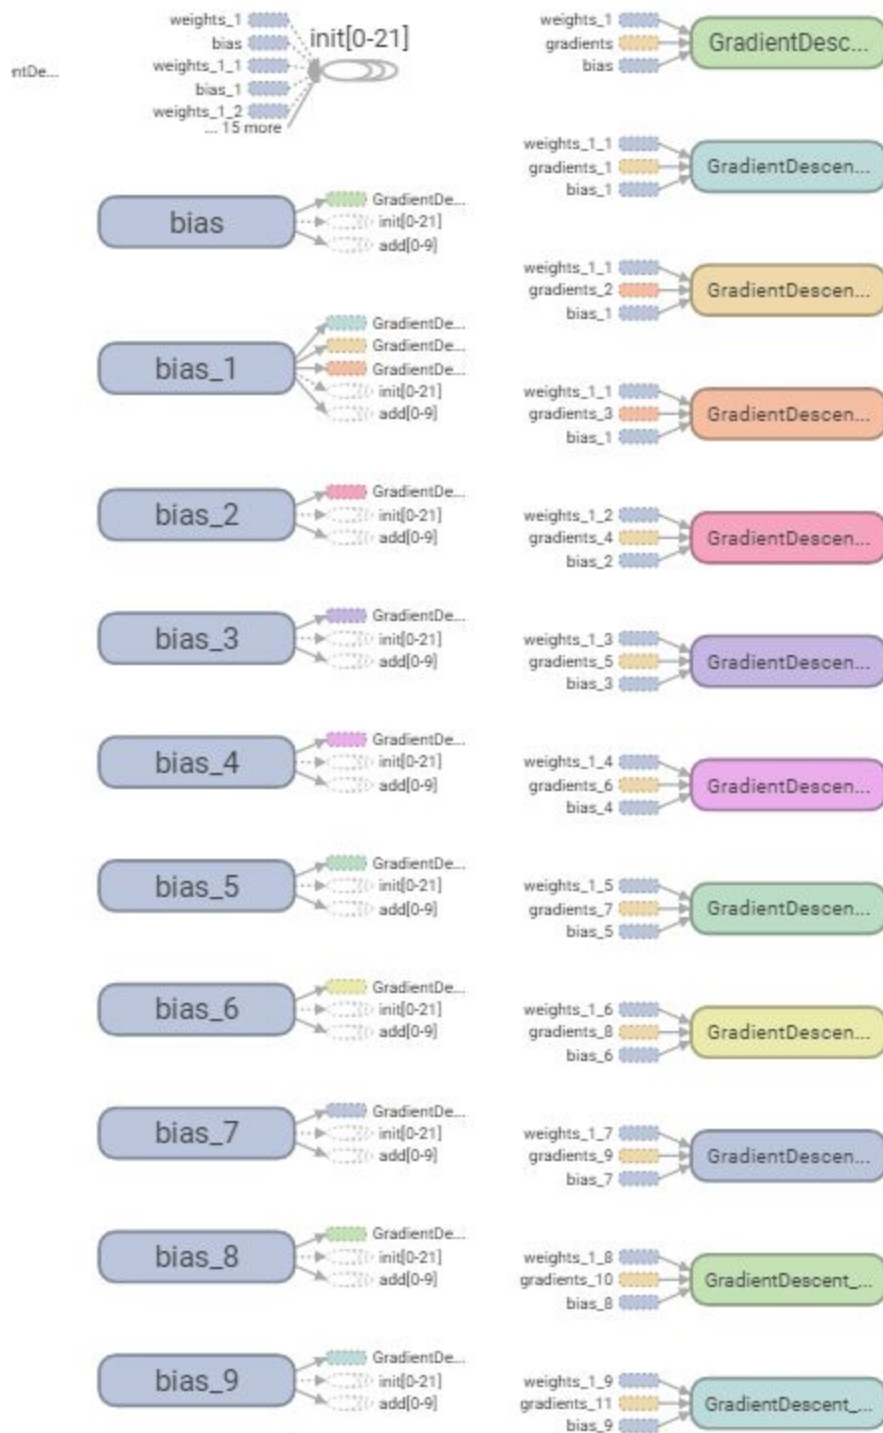 ntDe...
weights_1
bias
weights_1_1
bias_1
weights_1_2
... 15 more
init[0-21]
bias
GradientDe...
init[0-21]
add[0-9]
bias_1
GradientDe...
GradientDe...
GradientDe...
init[0-21]
add[0-9]
bias_2
GradientDe...
init[0-21]
add[0-9]
bias_3
GradientDe...
init[0-21]
add[0-9]
bias_4
GradientDe...
init[0-21]
add[0-9]
bias_5
GradientDe...
init[0-21]
add[0-9]
bias_6
GradientDe...
init[0-21]
add[0-9]
bias_7
GradientDe...
init[0-21]
add[0-9]
bias_8
GradientDe...
init[0-21]
add[0-9]
bias_9
GradientDe...
init[0-21]
add[0-9]
weights_1
gradients
bias
GradientDesc...
weights_1_1
gradients_1
bias_1
GradientDescen...
weights_1_1
gradients_2
bias_1
GradientDescen...
weights_1_1
gradients_3
bias_1
GradientDescen...
weights_1_2
gradients_4
bias_2
GradientDescen...
weights_1_3
gradients_5
bias_3
GradientDescen...
weights_1_4
gradients_6
bias_4
GradientDescen...
weights_1_5
gradients_7
bias_5
GradientDescen...
weights_1_6
gradients_8
bias_6
GradientDescen...
weights_1_7
gradients_9
bias_7
GradientDescen...
weights_1_8
gradients_10
bias_8
GradientDescent_...
weights_1_9
gradients_11
bias_9
GradientDescent_...